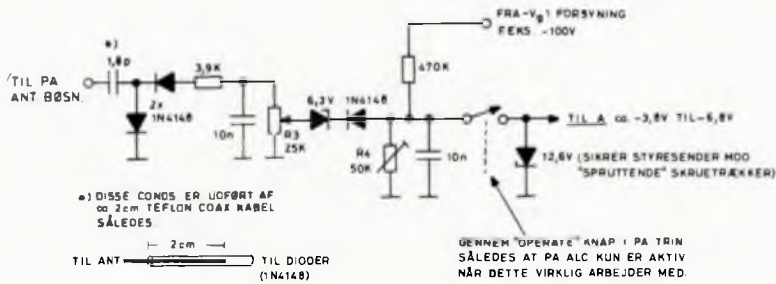 FRA -Vg1 FORSYNING
F.EKS. -100V
*)
1,8p
3,9K
TIL PA
ANT BØSN.
2x
1N4148
10n
R3
25K
6,3V
1N4148
470K
R4
50K
10n
TIL A ca. -3,8V TIL -6,8V
12,6V (SIKRER STYRESENDER MOD
"SPRUTTENDE" SKRUETRÆKKER)
*) DISSE CONDS ER UDFØRT AF
ca 2cm TEFLON COAX KABEL
SÅLEDES
2cm
TIL ANT
TIL DIODER
(1N4148)
GENNEM "OPERATE" KNAP I PA TRIN
SÅLEDES AT PA ALC KUN ER AKTIV
NÅR DETTE VIRKLIG ARBEJDER MED.